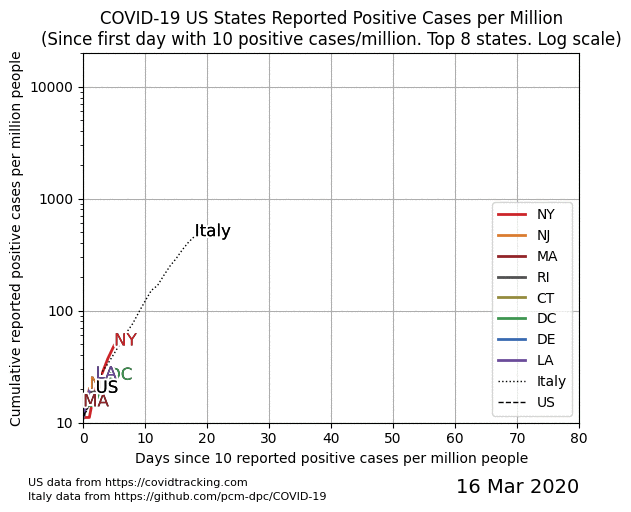 COVID-19 US States Reported Positive Cases per Million
(Since first day with 10 positive cases/million. Top 8 states. Log scale)
Cumulative reported positive cases per million people
10000
1000
100
10
Italy
NY
LA
DC
US
MA
NY
NJ
MA
RI
CT
DC
DE
LA
Italy
US
0 10 20 30 40 50 60 70 80
Days since 10 reported positive cases per million people
US data from https://covidtracking.com
Italy data from https://github.com/pcm-dpc/COVID-19
16 Mar 2020